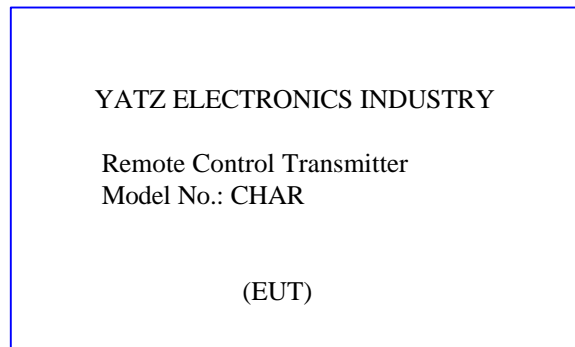 YATZ ELECTRONICS INDUSTRY
Remote Control Transmitter
Model No.: CHAR
(EUT)